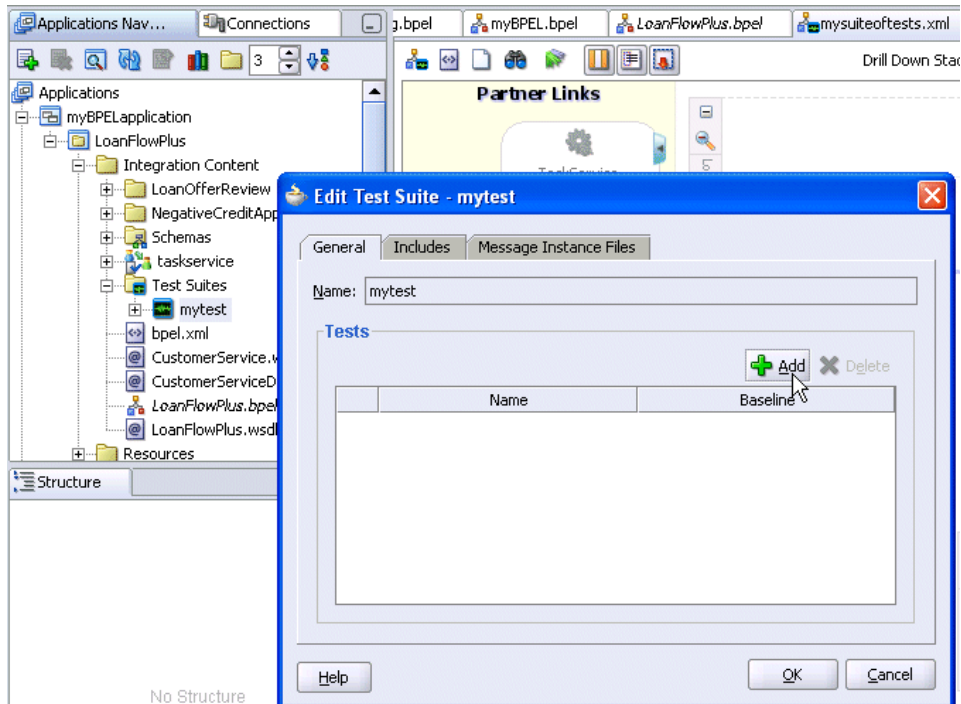 Applications Nav...
Connections
g.bpel
myBPEL.bpel
LoanFlowPlus.bpel
mysuiteoftests.xml
3
Drill Down Stac
Applications
myBPELapplication
LoanFlowPlus
Integration Content
LoanOfferReview
NegativeCreditApp
Schemas
taskservice
Test Suites
mytest
bpel.xml
CustomerService.w
CustomerServiceD
LoanFlowPlus.bpel
LoanFlowPlus.wsdl
Resources
Structure
No Structure
Partner Links
TaskService
Edit Test Suite - mytest
General
Includes
Message Instance Files
Name: mytest
Tests
Add
Delete
Name
Baseline
Help
OK
Cancel